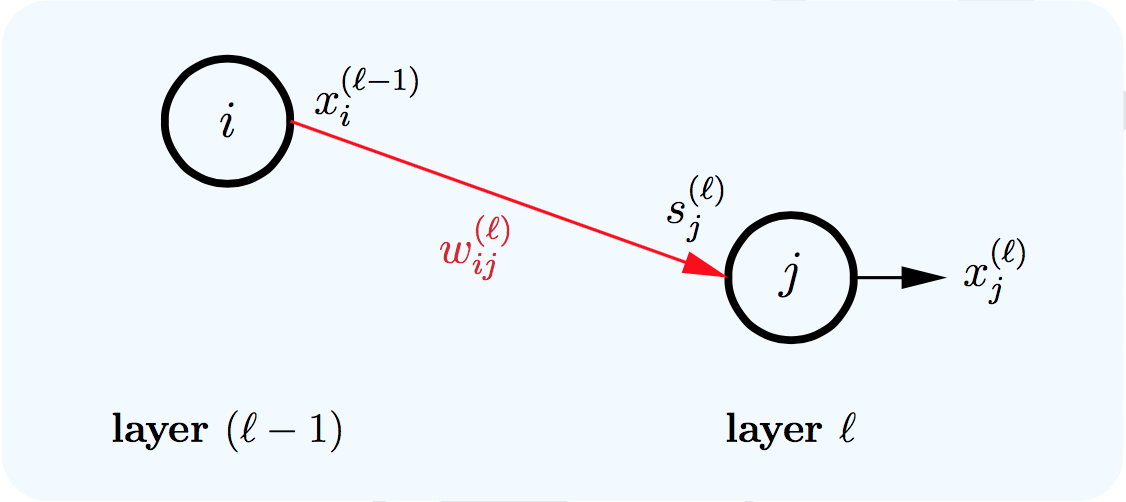 i
x_i^{(ℓ−1)}
s_j^{(ℓ)}
w_{ij}^{(ℓ)}
j
x_j^{(ℓ)}
layer (ℓ − 1)
layer ℓ